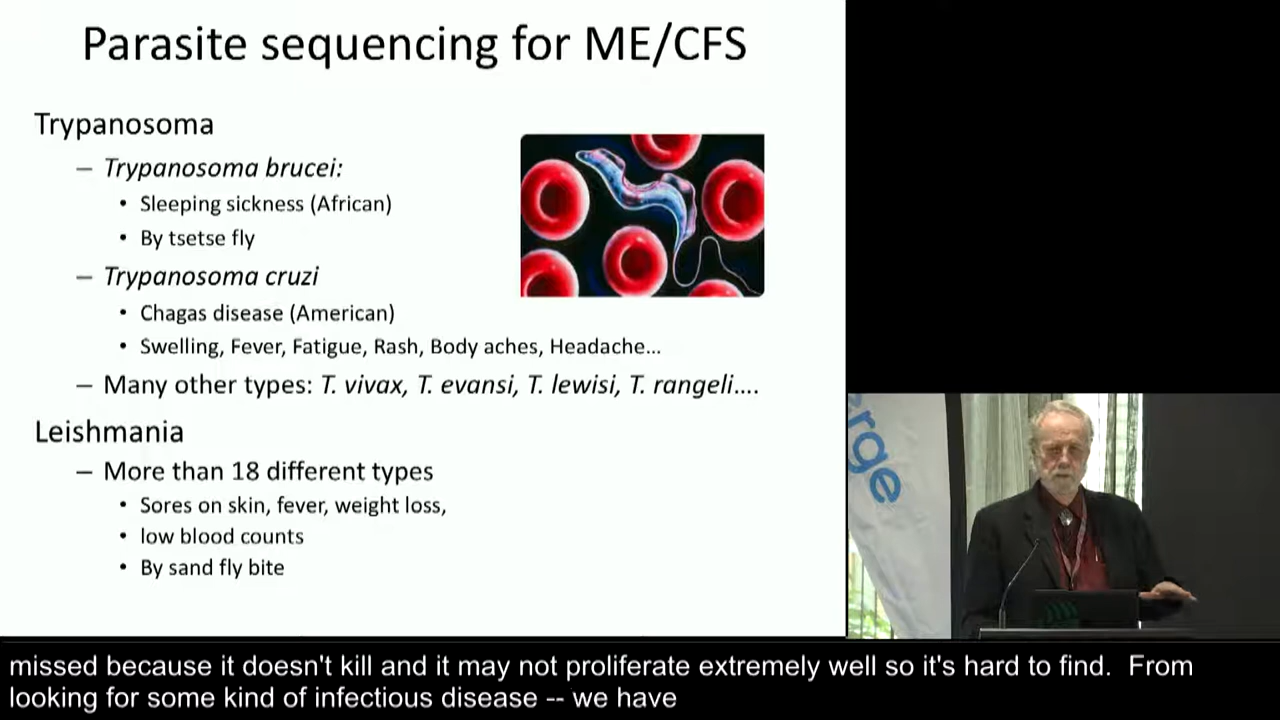 Parasite sequencing for ME/CFS
Trypanosoma
– Trypanosoma brucei:
• Sleeping sickness (African)
• By tsetse fly
– Trypanosoma cruzi
• Chagas disease (American)
• Swelling, Fever, Fatigue, Rash, Body aches, Headache...
– Many other types: T. vivax, T. evansi, T. lewisi, T. rangeli....
Leishmania
– More than 18 different types
• Sores on skin, fever, weight loss,
• low blood counts
• By sand fly bite
erge
missed because it doesn't kill and it may not proliferate extremely well so it's hard to find.  From
looking for some kind of infectious disease -- we have